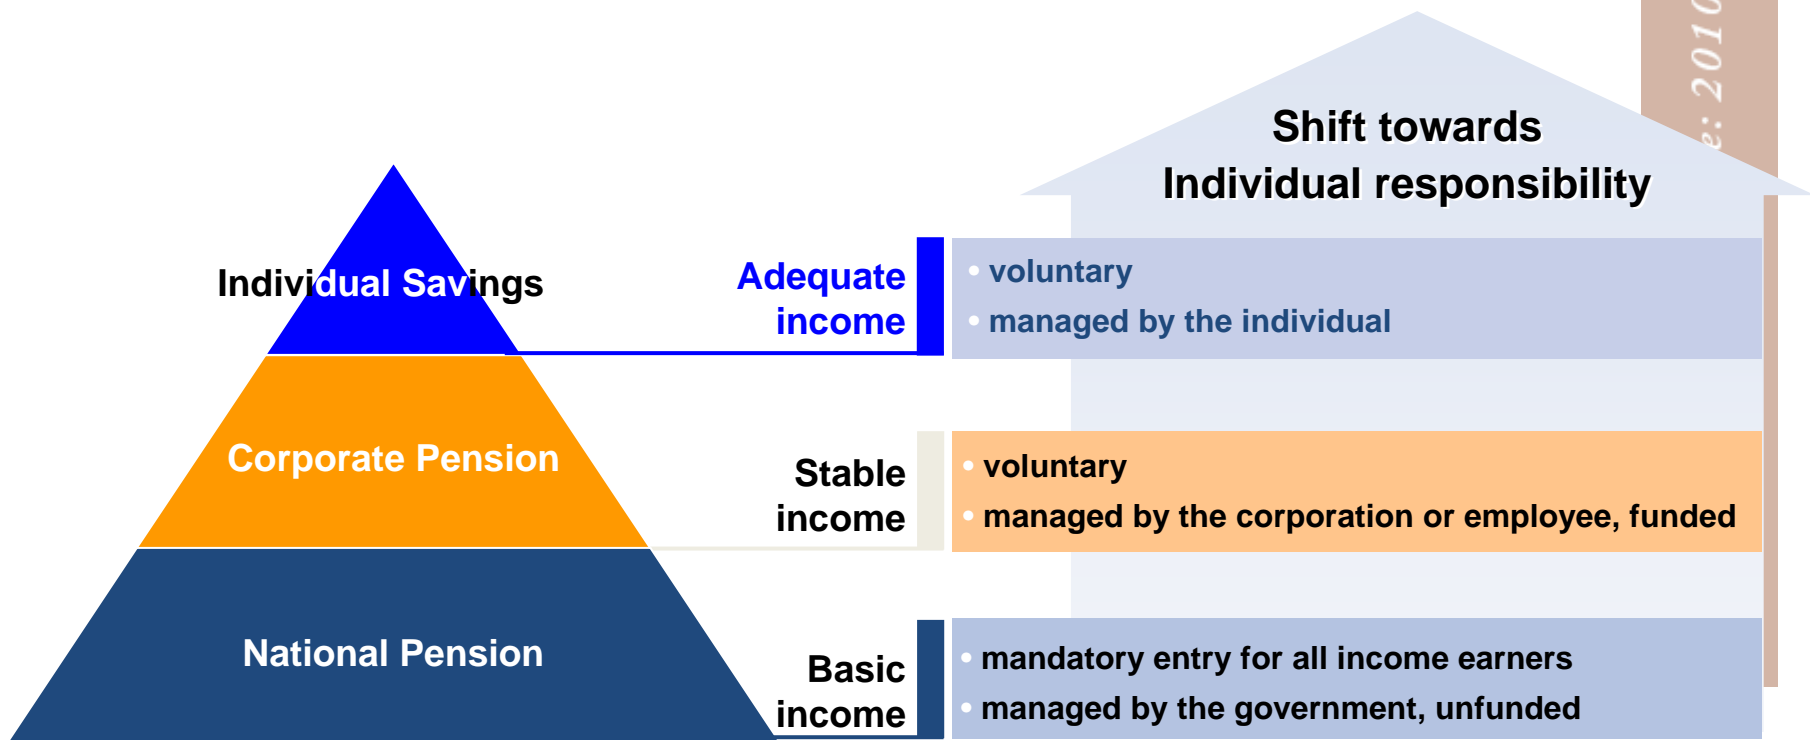 e: 2010
Shift towards
Individual responsibility
Individual Savings
Adequate
income
• voluntary
• managed by the individual
Corporate Pension
Stable
income
• voluntary
• managed by the corporation or employee, funded
National Pension
Basic
income
• mandatory entry for all income earners
• managed by the government, unfunded